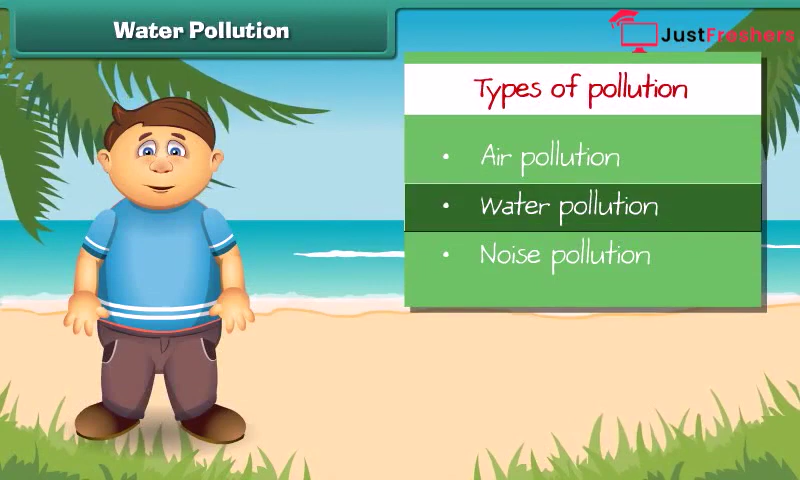 Water Pollution
JustFreshers
Types of pollution
• Air pollution
• Water pollution
• Noise pollution